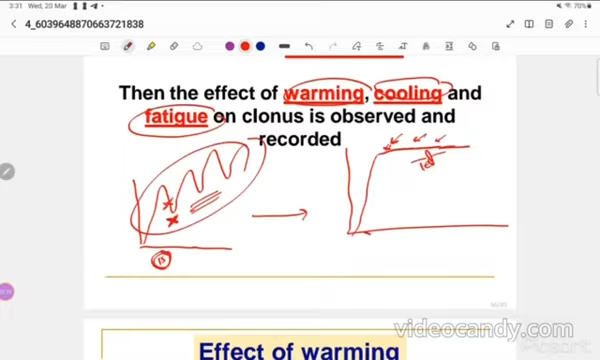 3:31 Wed, 20 Mar
70%
4_6039648870663721838
Then the effect of warming, cooling and
fatigue on clonus is observed and
recorded
videocandy.com
Effect of warming